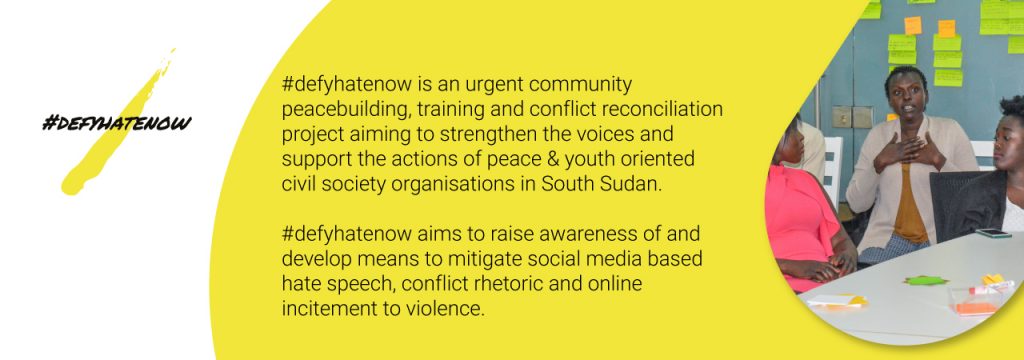 #DEFYHATENOW
#defyhatenow is an urgent community
peacebuilding, training and conflict reconciliation
project aiming to strengthen the voices and
support the actions of peace & youth oriented
civil society organisations in South Sudan.
#defyhatenow aims to raise awareness of and
develop means to mitigate social media based
hate speech, conflict rhetoric and online
incitement to violence.